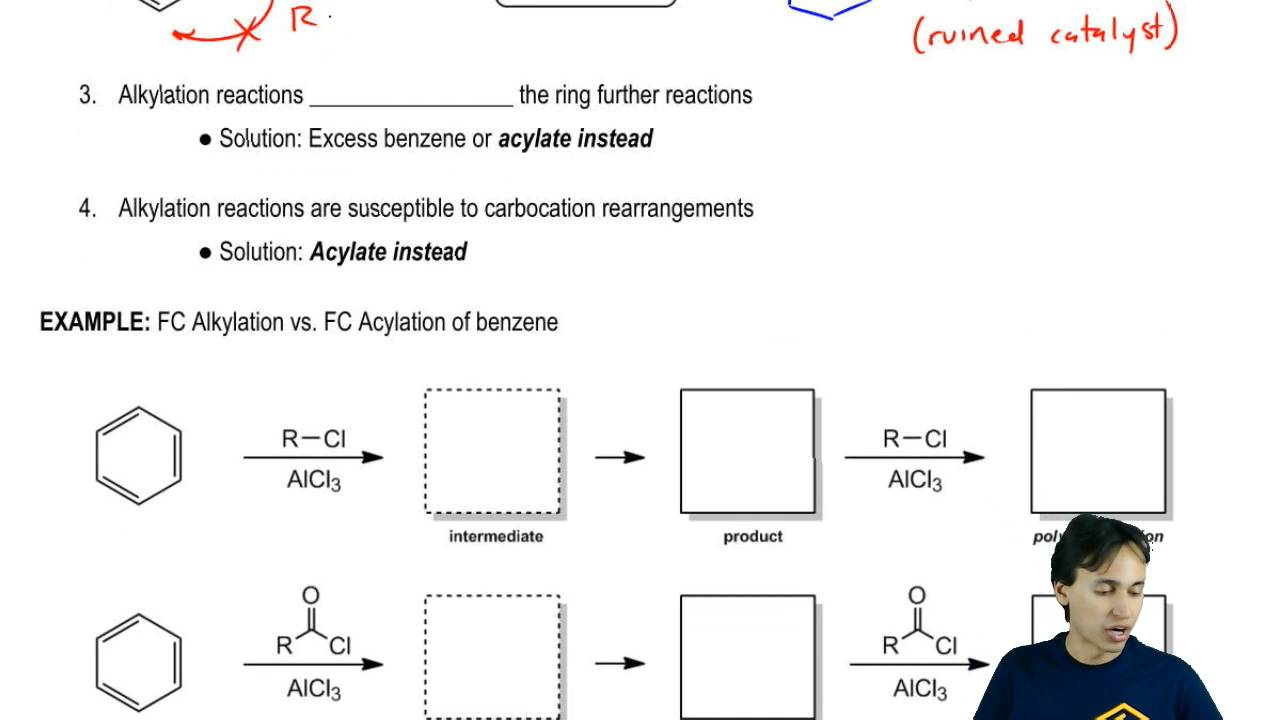 R
(ruined catalyst)
3. Alkylation reactions ________________ the ring further reactions
● Solution: Excess benzene or acylate instead
4. Alkylation reactions are susceptible to carbocation rearrangements
● Solution: Acylate instead
EXAMPLE: FC Alkylation vs. FC Acylation of benzene
R–Cl
AlCl3
R–Cl
AlCl3
intermediate
product
O
R Cl
AlCl3
O
R Cl
AlCl3